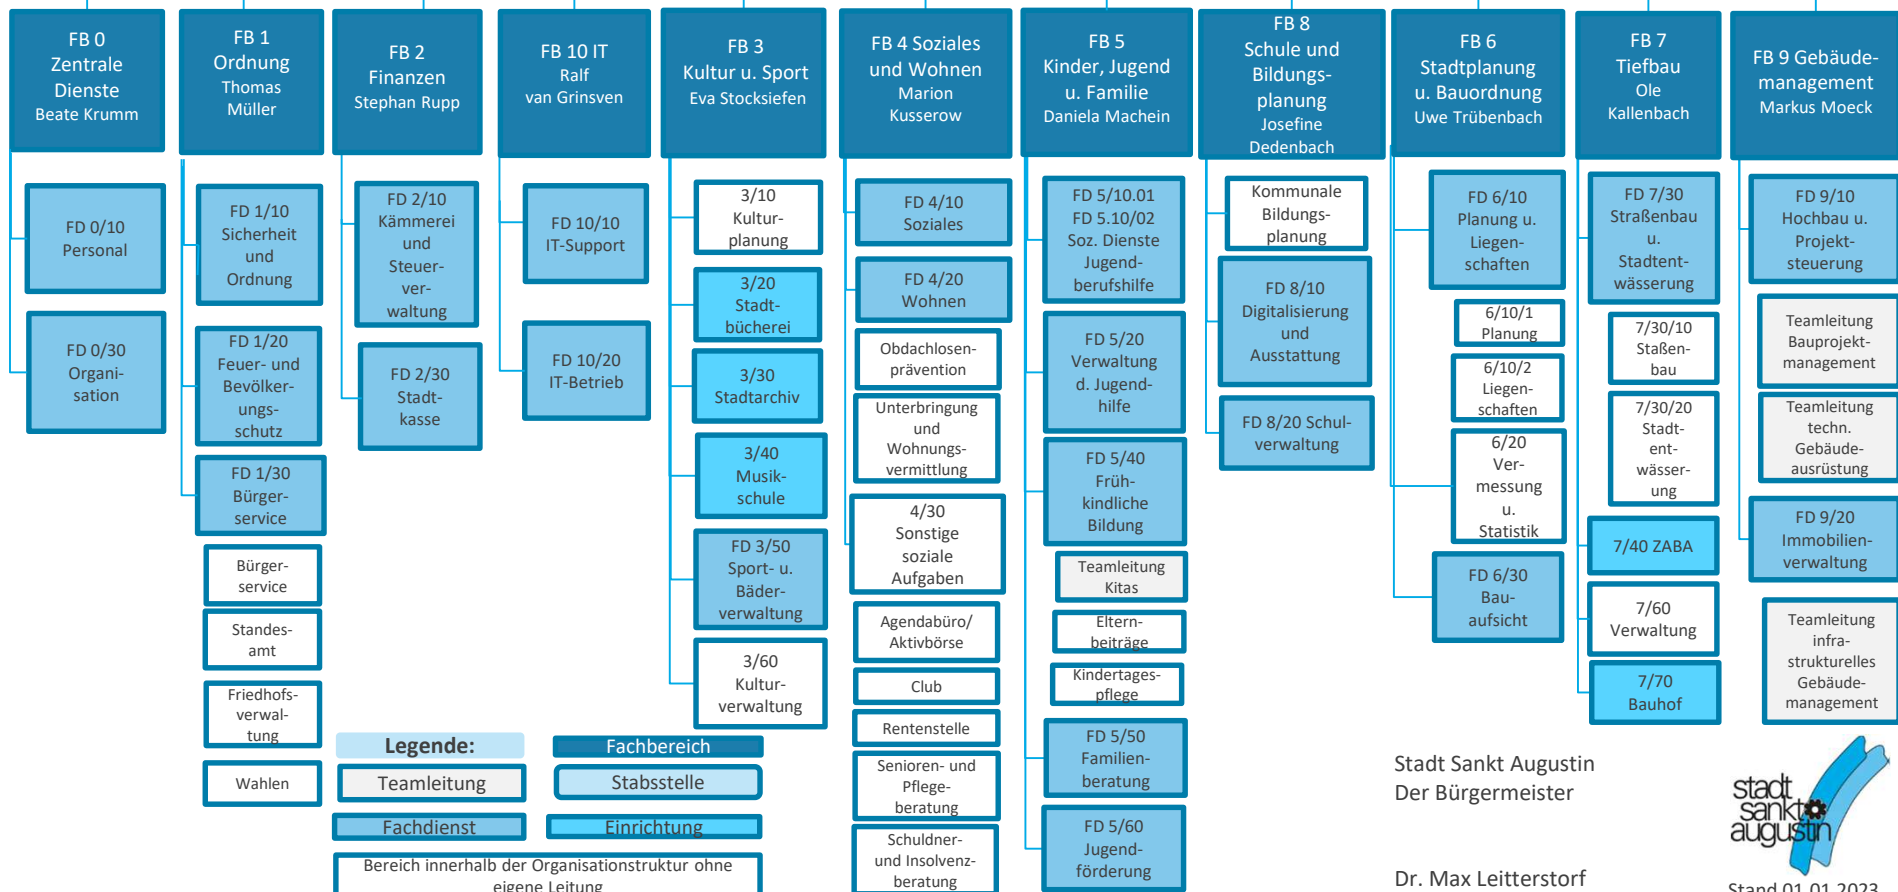 FB 0
Zentrale
Dienste
Beate Krumm
FD 0/10
Personal
FD 0/30
Organi-
sation
FB 1
Ordnung
Thomas
Müller
FD 1/10
Sicherheit
und
Ordnung
FD 1/20
Feuer- und
Bevölker-
ungs-
schutz
FD 1/30
Bürger-
service
Bürger-
service
Standes-
amt
Friedhofs-
verwal-
tung
Wahlen
FB 2
Finanzen
Stephan Rupp
FD 2/10
Kämmerei
und
Steuer-
ver-
waltung
FD 2/30
Stadt-
kasse
FB 10 IT
Ralf
van Grinsven
FD 10/10
IT-Support
FD 10/20
IT-Betrieb
FB 3
Kultur u. Sport
Eva Stocksiefen
3/10
Kultur-
planung
3/20
Stadt-
bücherei
3/30
Stadtarchiv
3/40
Musik-
schule
FD 3/50
Sport- u.
Bäder-
verwaltung
3/60
Kultur-
verwaltung
FB 4 Soziales
und Wohnen
Marion
Kusserow
FD 4/10
Soziales
FD 4/20
Wohnen
Obdachlosen-
prävention
Unterbringung
und
Wohnungs-
vermittlung
4/30
Sonstige
soziale
Aufgaben
Agendabüro/
Aktivbörse
Club
Rentenstelle
Senioren- und
Pflege-
beratung
Schuldner-
und Insolvenz-
beratung
FB 5
Kinder, Jugend
u. Familie
Daniela Machein
FD 5/10.01
FD 5.10/02
Soz. Dienste
Jugend-
berufshilfe
FD 5/20
Verwaltung
d. Jugend-
hilfe
FD 5/40
Früh-
kindliche
Bildung
Teamleitung
Kitas
Eltern-
beiträge
Kindertages-
pflege
FD 5/50
Familien-
beratung
FD 5/60
Jugend-
förderung
FB 8
Schule und
Bildungs-
planung
Josefine
Dedenbach
Kommunale
Bildungs-
planung
FD 8/10
Digitalisierung
und
Ausstattung
FD 8/20 Schul-
verwaltung
FB 6
Stadtplanung
u. Bauordnung
Uwe Trübenbach
FD 6/10
Planung u.
Liegen-
schaften
6/10/1
Planung
6/10/2
Liegen-
schaften
6/20
Ver-
messung
u.
Statistik
FD 6/30
Bau-
aufsicht
FB 7
Tiefbau
Ole
Kallenbach
FD 7/30
Straßenbau
u.
Stadtent-
wässerung
7/30/10
Staßen-
bau
7/30/20
Stadt-
ent-
wässer-
ung
7/40 ZABA
7/60
Verwaltung
7/70
Bauhof
FB 9 Gebäude-
management
Markus Moeck
FD 9/10
Hochbau u.
Projekt-
steuerung
Teamleitung
Bauprojekt-
management
Teamleitung
techn.
Gebäude-
ausrüstung
FD 9/20
Immobilien-
verwaltung
Teamleitung
infra-
strukturelles
Gebäude-
management
Legende:
Fachbereich
Teamleitung
Stabsstelle
Fachdienst
Einrichtung
Bereich innerhalb der Organisationstruktur ohne
eigene Leitung
Stadt Sankt Augustin
Der Bürgermeister
Dr. Max Leitterstorf
stadt
sankt
augustin
Stand 01.01.2023